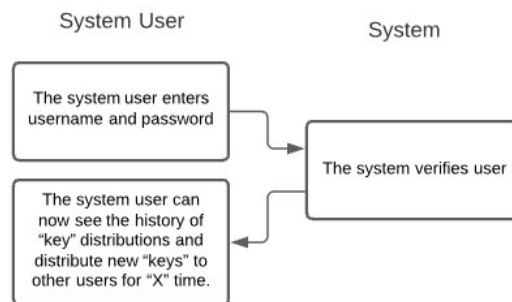 System User
System
The system user enters
username and password
The system verifies user
The system user can
now see the history of
“key” distributions and
distribute new “keys” to
other users for “X” time.